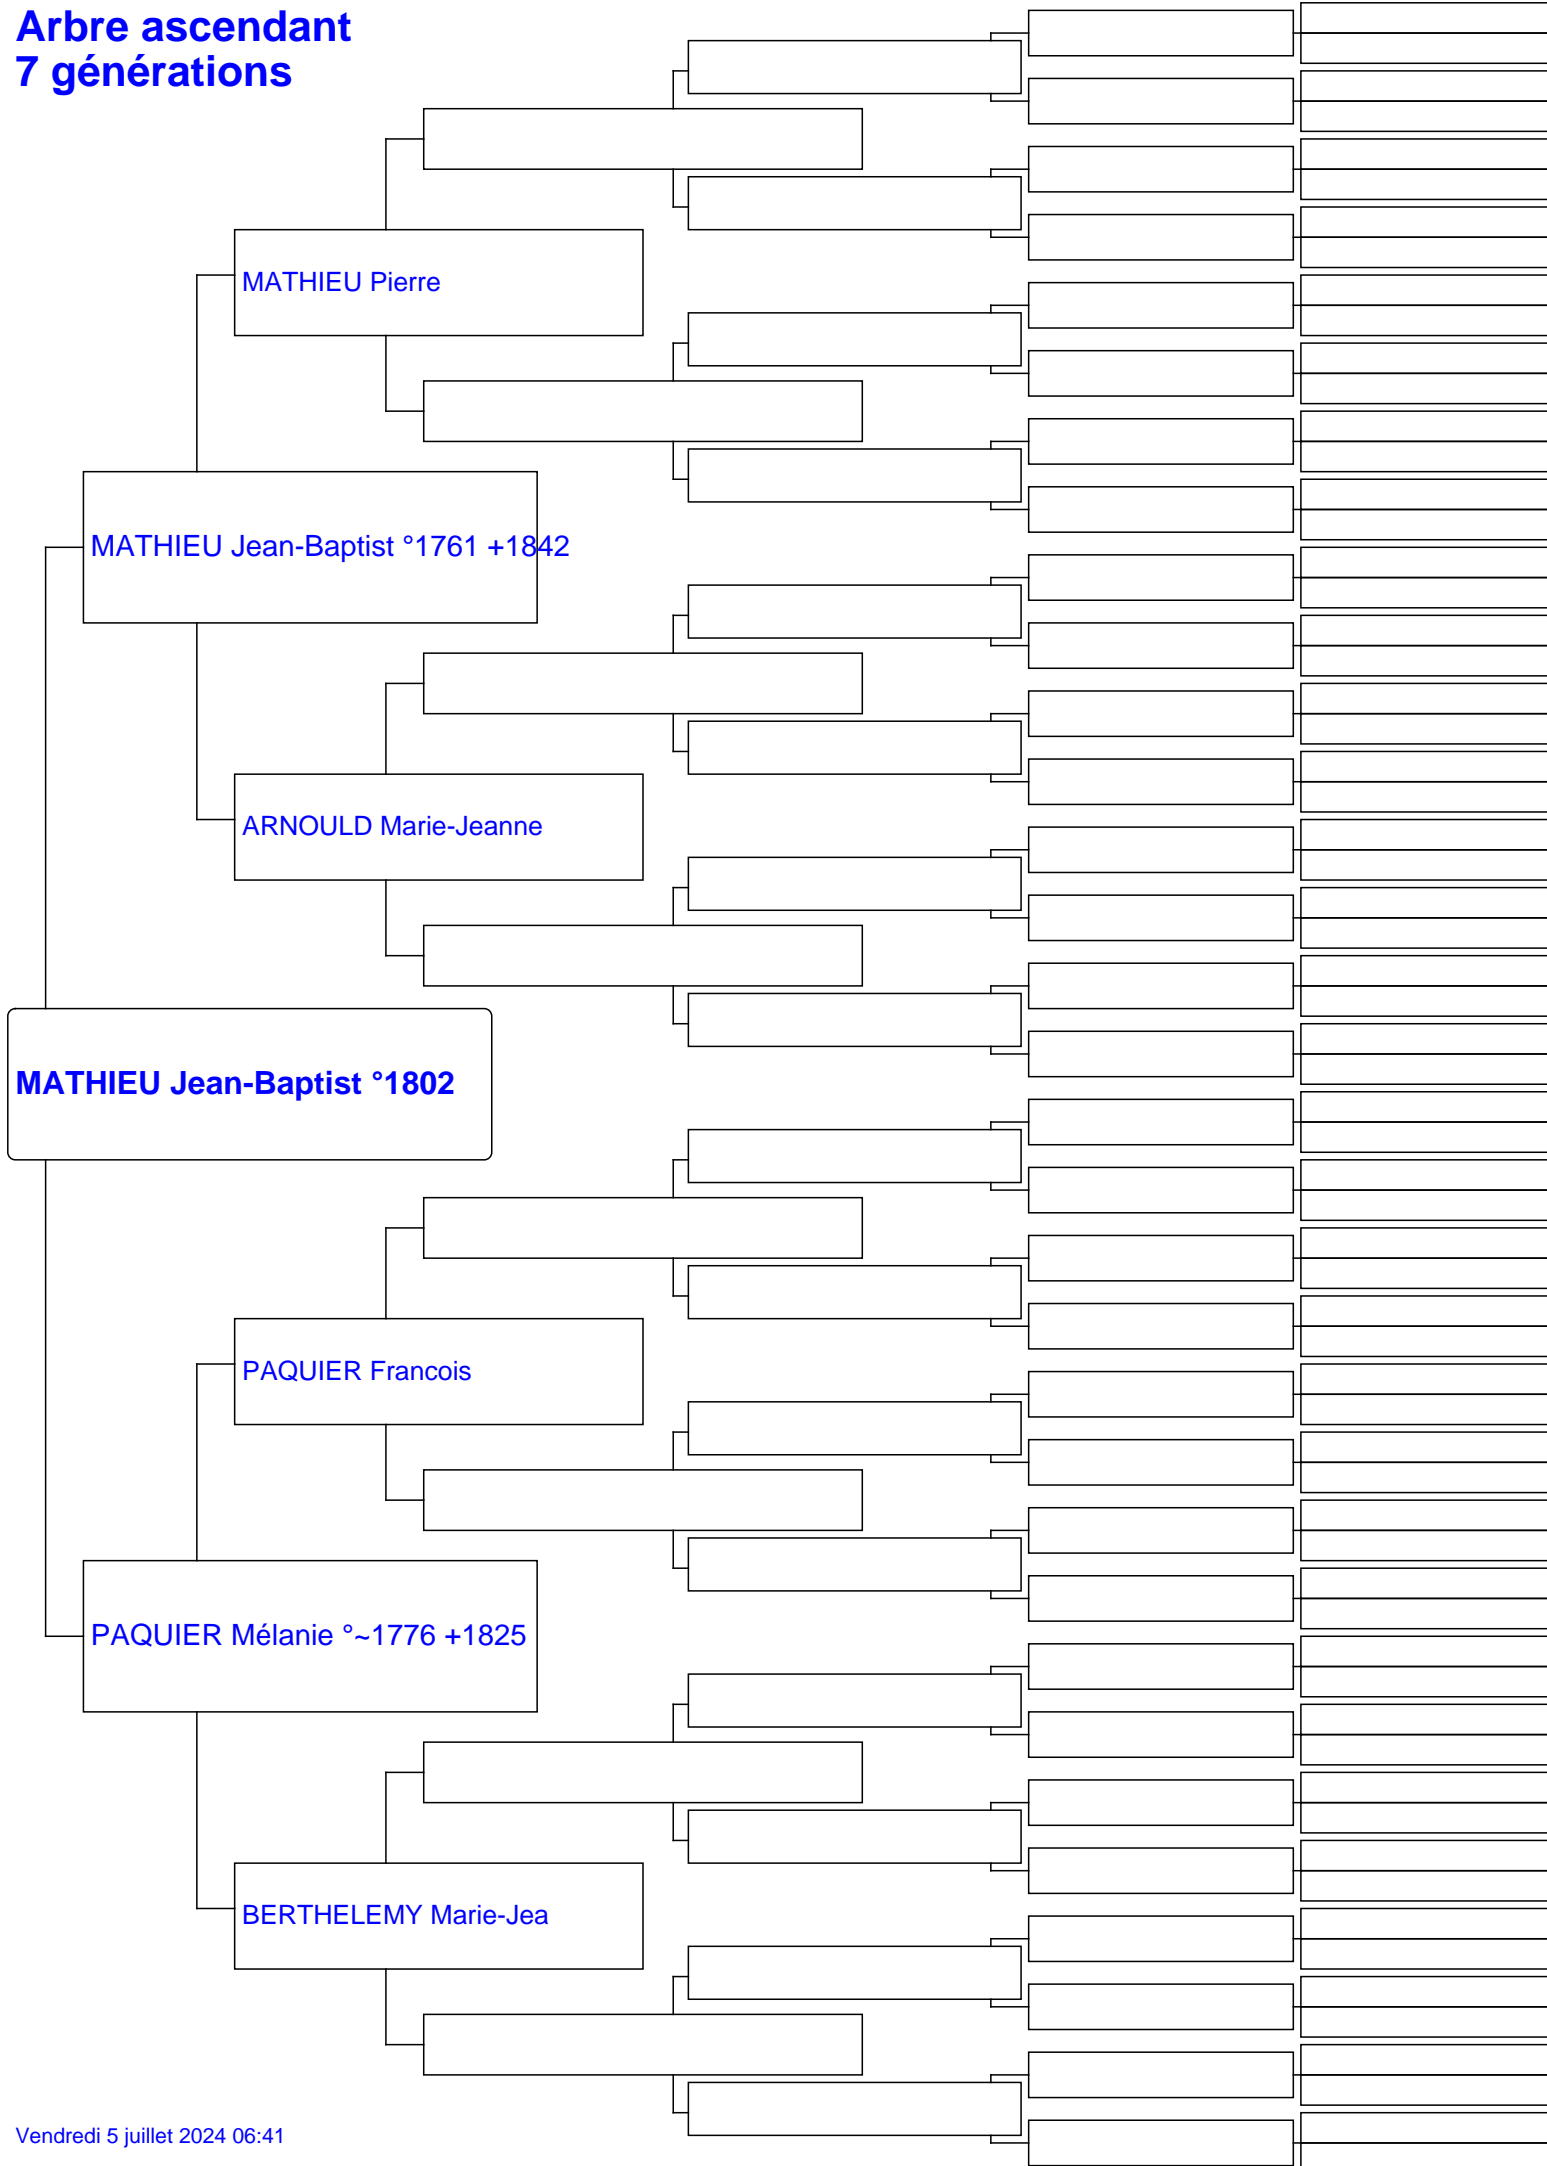 Arbre ascendant
7 générations
MATHIEU Pierre
MATHIEU Jean-Baptist °1761 +1842
ARNOULD Marie-Jeanne
MATHIEU Jean-Baptist °1802
PAQUIER Francois
PAQUIER Mélanie °~1776 +1825
BERTHELEMY Marie-Jea
Vendredi 5 juillet 2024 06:41